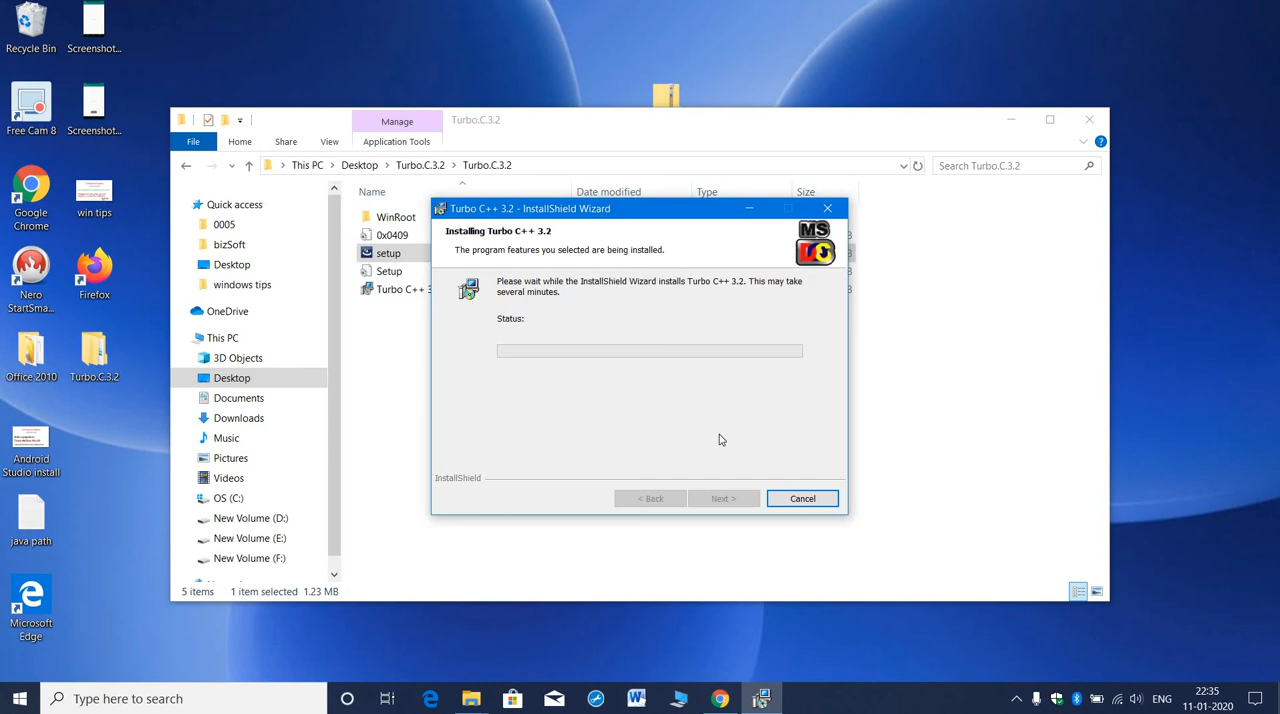 Recycle Bin
Screenshot...
Free Cam 8
Screenshot...
Google
Chrome
win tips
Nero
StartSma...
Firefox
Office 2010
Turbo.C.3.2
Android
Studio install
java path
Microsoft
Edge
Manage
Turbo.C.3.2
File
Home
Share
View
Application Tools
This PC
Desktop
Turbo.C.3.2
Turbo.C.3.2
Search Turbo.C.3.2
Name
Date modified
Type
Size
Quick access
0005
bizSoft
Desktop
windows tips
OneDrive
This PC
3D Objects
Desktop
Documents
Downloads
Music
Pictures
Videos
OS (C:)
New Volume (D:)
New Volume (E:)
New Volume (F:)
WinRoot
0x0409
setup
Setup
Turbo C++ 3
Turbo C++ 3.2 - InstallShield Wizard
Installing Turbo C++ 3.2
The program features you selected are being installed.
MS
Please wait while the InstallShield Wizard installs Turbo C++ 3.2. This may take
several minutes.
Status:
InstallShield
< Back
Next >
Cancel
5 items
1 item selected
1.23 MB
Type here to search
ENG
22:35
11-01-2020